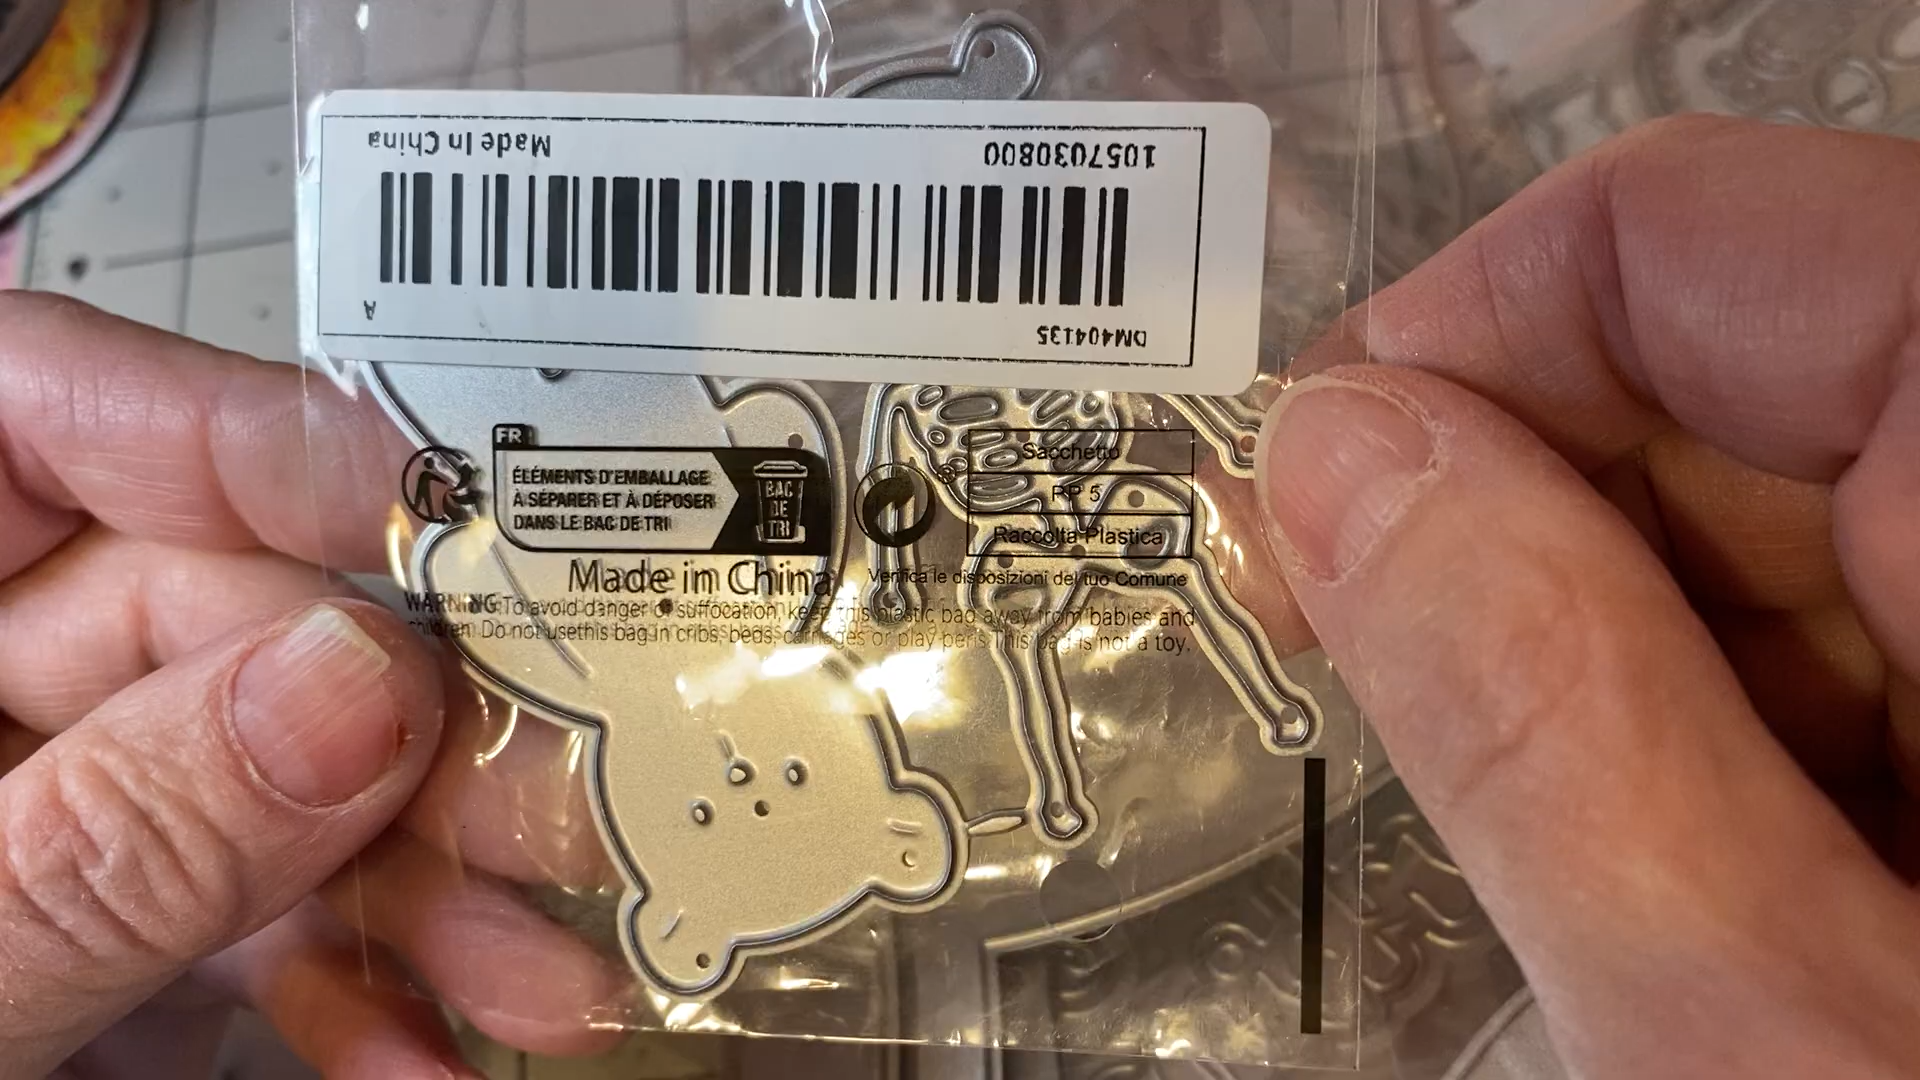 Made In China
1057030800
A
DM404135
FR
ÉLÉMENTS D'EMBALLAGE
À SÉPARER ET À DÉPOSER
DANS LE BAC DE TRI
BAC
DE
TRI
Sacchetto
PP 5
Raccolta Plastica
Verifica le disposizioni del tuo Comune
Made in China
WARNING:To avoid danger of suffocation, keep this plastic bag away from babies and
children. Do not usethis bag in cribs, beds, carriages or play pens.This bag is not a toy.